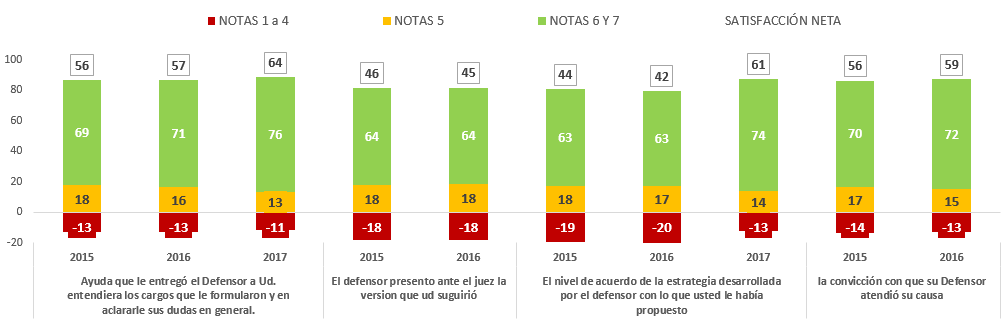 NOTAS 1 a 4 NOTAS 5 NOTAS 6 Y 7 SATISFACCIÓN NETA
56 57 64 46 45 44 42 61 56 59
100
80
60
40
20
0
-20
69 71 76 64 64 63 63 74 70 72
18 16 13 18 18 18 17 14 17 15
-13 -13 -11 -18 -18 -19 -20 -13 -14 -13
2015 2016 2017 2015 2016 2015 2016 2017 2015 2016
Ayuda que le entregó el Defensor a Ud.
entendiera los cargos que le formularon y en
aclararle sus dudas en general.
El defensor presento ante el juez la
version que ud suguirió
El nivel de acuerdo de la estrategia desarrollada
por el defensor con lo que usted le había
propuesto
la convicción con que su Defensor
atendió su causa